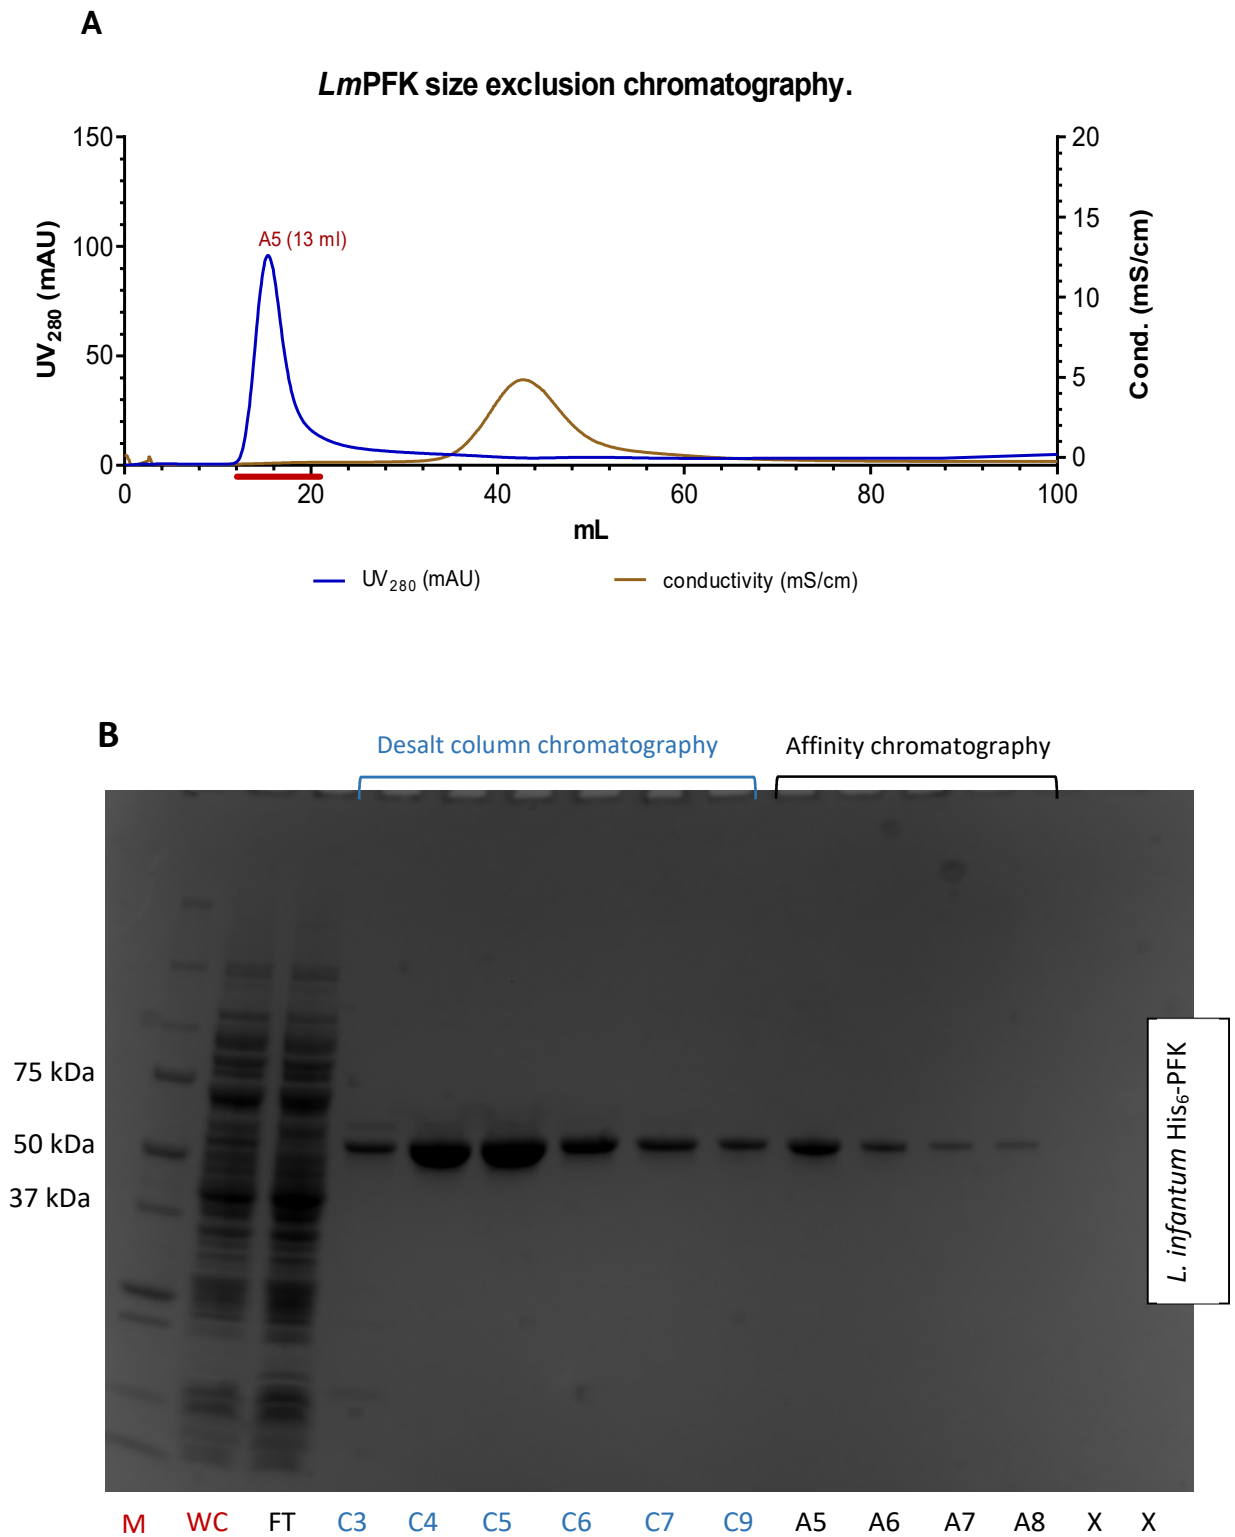 A
LmPFK size exclusion chromatography.
150
100
50
0
UV280 (mAU)
A5 (13 ml)
20
15
10
5
0
Cond. (mS/cm)
0 20 40 60 80 100
mL
UV280 (mAU) conductivity (mS/cm)
B
Desalt column chromatography Affinity chromatography
75 kDa
50 kDa
37 kDa
L. infantum His6-PFK
M WC FT C3 C4 C5 C6 C7 C9 A5 A6 A7 A8 X X